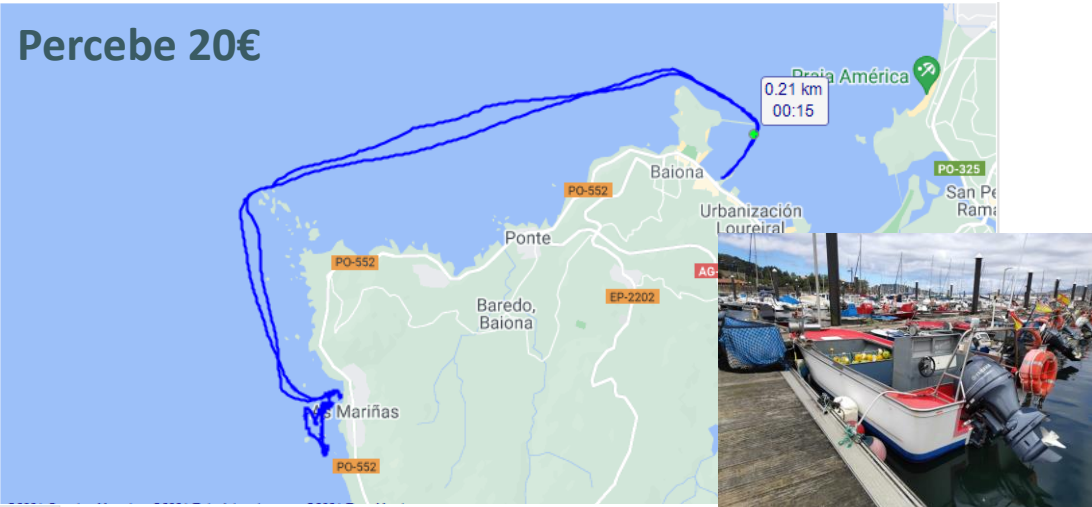 Percebe 20€
Praia América
0.21 km
00:15
PO-325
Baiona
PO-552
San Pe
Rama
Urbanización
Loureiral
Ponte
PO-552
AG-
EP-2202
Baredo,
Baiona
As Mariñas
PO-552